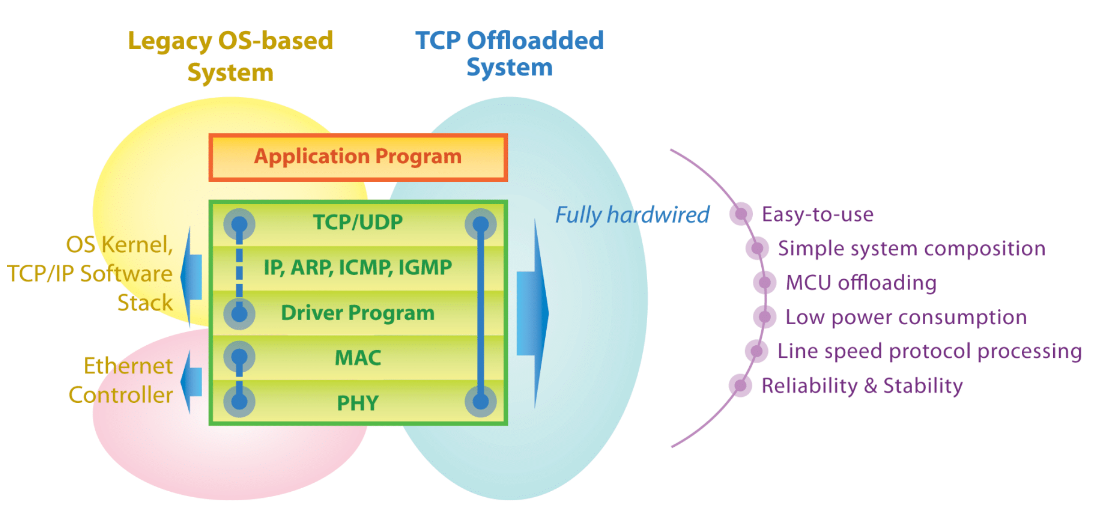 Legacy OS-based
System
TCP Offloadded
System
Application Program
TCP/UDP
IP, ARP, ICMP, IGMP
Driver Program
MAC
PHY
OS Kernel,
TCP/IP Software
Stack
Ethernet
Controller
Fully hardwired
Easy-to-use
Simple system composition
MCU offloading
Low power consumption
Line speed protocol processing
Reliability & Stability